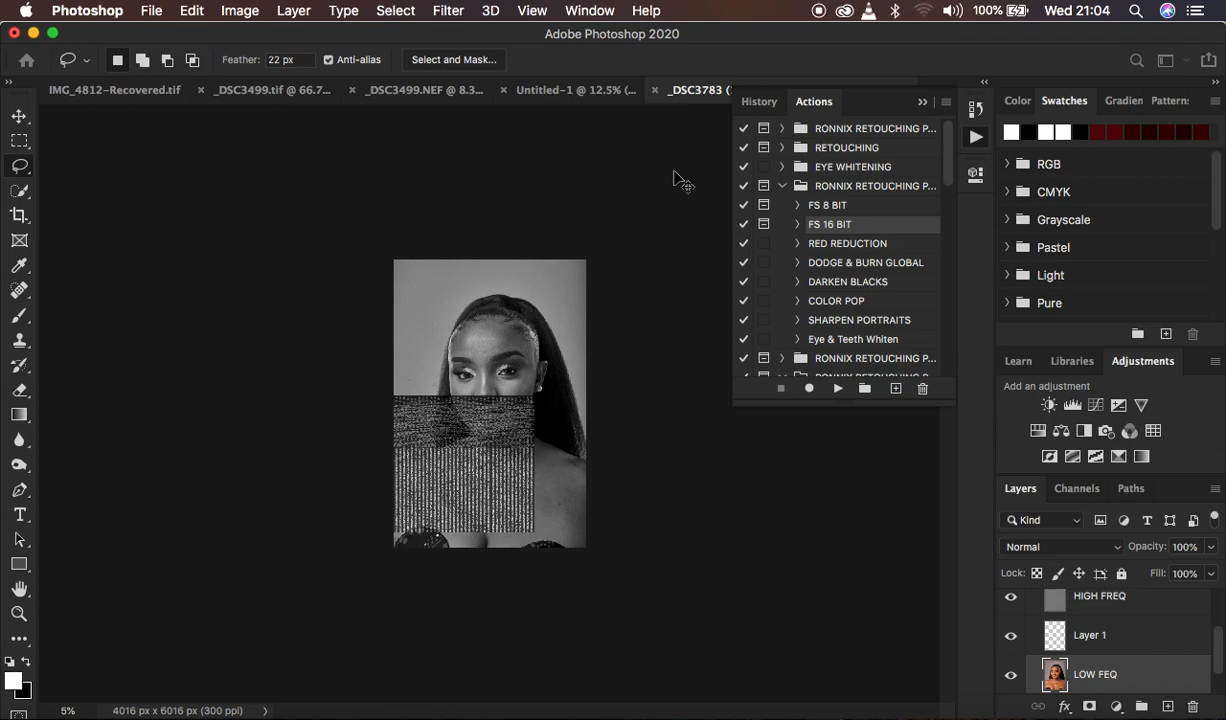 Photoshop File Edit Image Layer Type Select Filter 3D View Window Help 100% Wed 21:04
Adobe Photoshop 2020
Feather: 22 px Anti-alias Select and Mask...
IMG_4812-Recovered.tif × _DSC3499.tif @ 66.7... × _DSC3499.NEF @ 8.3... × Untitled-1 @ 12.5% (... × _DSC3783 (1
History Actions
RONNIX RETOUCHING P...
RETOUCHING
EYE WHITENING
RONNIX RETOUCHING P...
FS 8 BIT
FS 16 BIT
RED REDUCTION
DODGE & BURN GLOBAL
DARKEN BLACKS
COLOR POP
SHARPEN PORTRAITS
Eye & Teeth Whiten
RONNIX RETOUCHING P...
Color Swatches Gradien Patterns
RGB
CMYK
Grayscale
Pastel
Light
Pure
Learn Libraries Adjustments
Add an adjustment
Layers Channels Paths
Kind
Normal Opacity: 100%
Lock: Fill: 100%
HIGH FREQ
Layer 1
LOW FEQ
5% 4016 px x 6016 px (300 ppi)